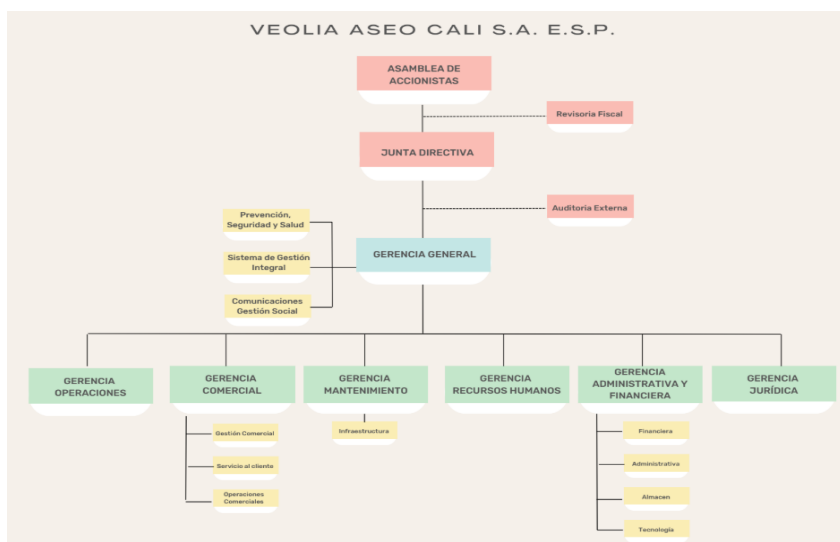 VEOLIA ASEO CALI S.A. E.S.P.
ASAMBLEA DE
ACCIONISTAS
Revisoria Fiscal
JUNTA DIRECTIVA
Auditoria Externa
Prevención,
Seguridad y Salud
Sistema de Gestión
Integral
Comunicaciones
Gestión Social
GERENCIA GENERAL
GERENCIA
OPERACIONES
GERENCIA
COMERCIAL
GERENCIA
MANTENIMIENTO
GERENCIA
RECURSOS HUMANOS
GERENCIA
ADMINISTRATIVA Y
FINANCIERA
GERENCIA
JURÍDICA
Gestión Comercial
Servicio al cliente
Operaciones
Comerciales
Infraestructura
Financiera
Administrativa
Almacen
Tecnología